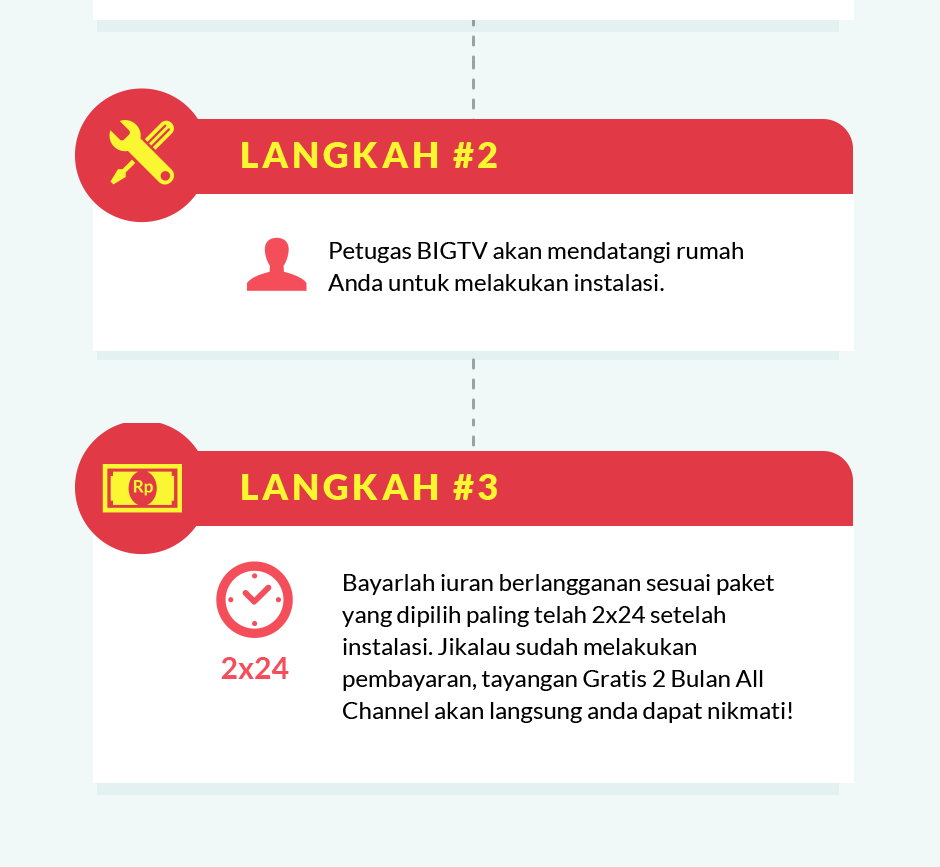 LANGKAH #2
Petugas BIGTV akan mendatangi rumah
Anda untuk melakukan instalasi.
Rp
LANGKAH #3
2x24
Bayarlah iuran berlangganan sesuai paket
yang dipilih paling telah 2x24 setelah
instalasi. Jikalau sudah melakukan
pembayaran, tayangan Gratis 2 Bulan All
Channel akan langsung anda dapat nikmati!